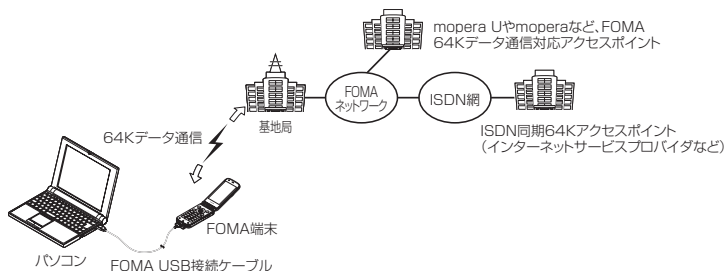 mopera Uやmoperaなど、FOMA
64Kデータ通信対応アクセスポイント
FOMA
ネットワーク
ISDN網
基地局
ISDN同期64Kアクセスポイント
（インターネットサービスプロバイダなど）
64Kデータ通信
FOMA端末
パソコン
FOMA USB接続ケーブル